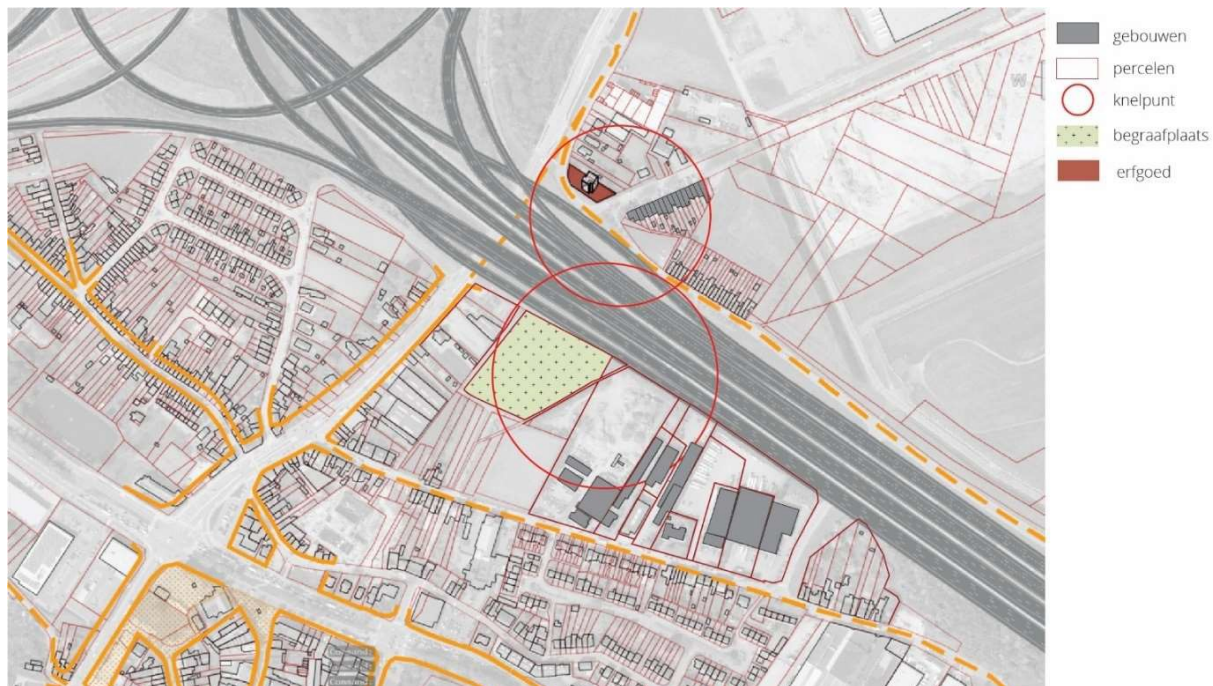 gebouwen
percelen
knelpunt
begraafplaats
erfgoed
W